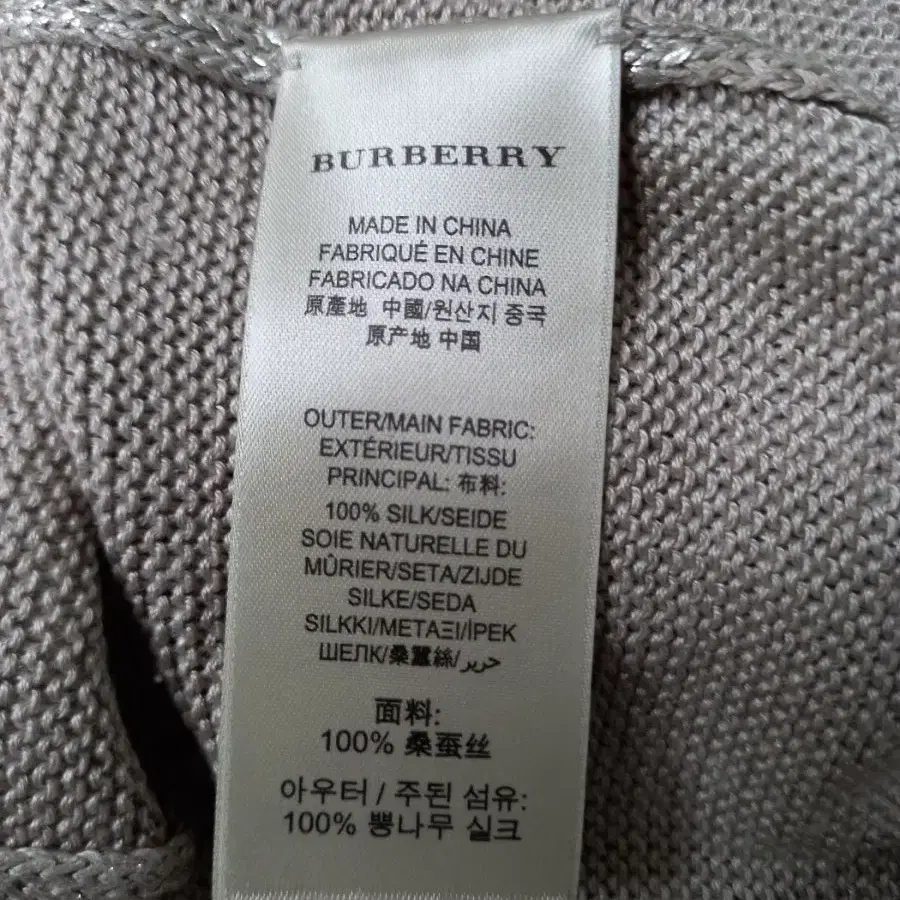 BURBERRY
MADE IN CHINA
FABRIQUÉ EN CHINE
FABRICADO NA CHINA
原產地 中國/원산지 중국
原产地 中国
OUTER/MAIN FABRIC:
EXTÉRIEUR/TISSU
PRINCIPAL: 布料:
100% SILK/SEIDE
SOIE NATURELLE DU
MÛRIER/SETA/ZIJDE
SILKE/SEDA
SILKKI/ΜΕΤΑΞΙ/İPEK
ШЕЛК/桑蠶絲/حرير
面料:
100% 桑蚕丝
아우터 / 주된 섬유:
100% 뽕나무 실크